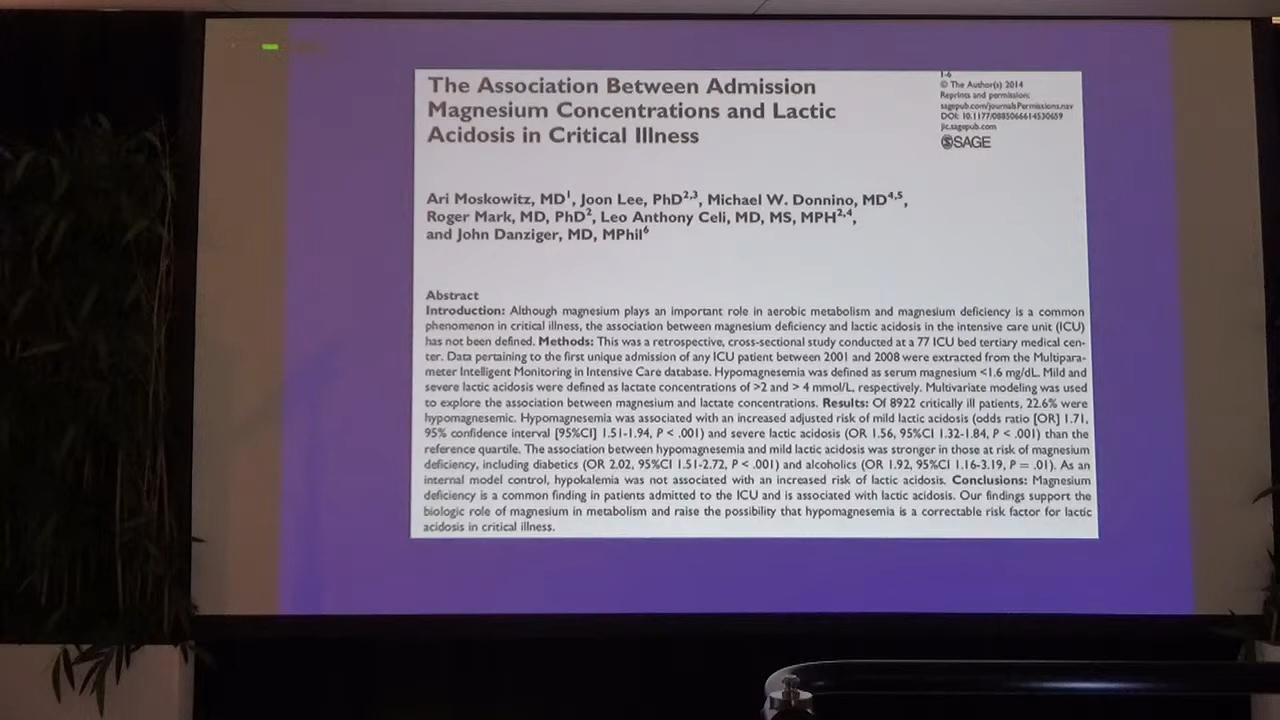 The Association Between Admission
Magnesium Concentrations and Lactic
Acidosis in Critical Illness
1-6
© The Author(s) 2014
Reprints and permission:
sagepub.com/journalsPermissions.nav
DOI: 10.1177/0885066614530659
jic.sagepub.com
SAGE
Ari Moskowitz, MD1, Joon Lee, PhD2,3, Michael W. Donnino, MD4,5,
Roger Mark, MD, PhD2, Leo Anthony Celi, MD, MS, MPH2,4,
and John Danziger, MD, MPhil6
Abstract
Introduction: Although magnesium plays an important role in aerobic metabolism and magnesium deficiency is a common
phenomenon in critical illness, the association between magnesium deficiency and lactic acidosis in the intensive care unit (ICU)
has not been defined. Methods: This was a retrospective, cross-sectional study conducted at a 77 ICU bed tertiary medical cen-
ter. Data pertaining to the first unique admission of any ICU patient between 2001 and 2008 were extracted from the Multipara-
meter Intelligent Monitoring in Intensive Care database. Hypomagnesemia was defined as serum magnesium <1.6 mg/dL. Mild and
severe lactic acidosis were defined as lactate concentrations of >2 and > 4 mmol/L, respectively. Multivariate modeling was used
to explore the association between magnesium and lactate concentrations. Results: Of 8922 critically ill patients, 22.6% were
hypomagnesemic. Hypomagnesemia was associated with an increased adjusted risk of mild lactic acidosis (odds ratio [OR] 1.71,
95% confidence interval [95%CI] 1.51-1.94, P < .001) and severe lactic acidosis (OR 1.56, 95%CI 1.32-1.84, P < .001) than the
reference quartile. The association between hypomagnesemia and mild lactic acidosis was stronger in those at risk of magnesium
deficiency, including diabetics (OR 2.02, 95%CI 1.51-2.72, P < .001) and alcoholics (OR 1.92, 95%CI 1.16-3.19, P = .01). As an
internal model control, hypokalemia was not associated with an increased risk of lactic acidosis. Conclusions: Magnesium
deficiency is a common finding in patients admitted to the ICU and is associated with lactic acidosis. Our findings support the
biologic role of magnesium in metabolism and raise the possibility that hypomagnesemia is a correctable risk factor for lactic
acidosis in critical illness.